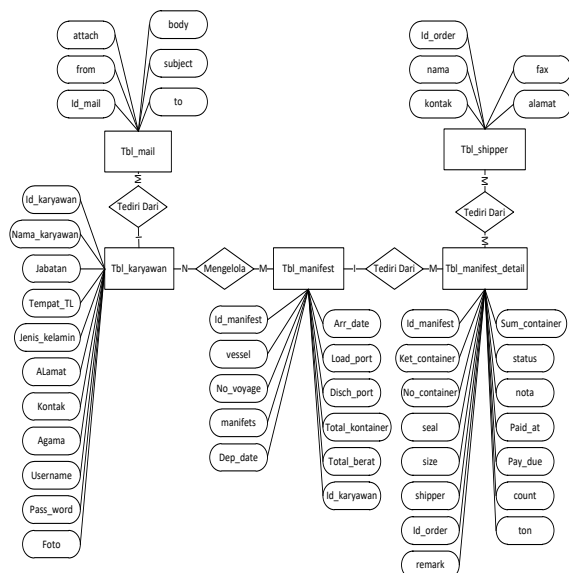 attach
from
Id_mail
body
subject
to
Tbl_mail
M
Tediri Dari
I
Id_order
nama
kontak
fax
alamat
Tbl_shipper
M
Tediri Dari
M
Id_karyawan
Nama_karyawan
Jabatan
Tempat_TL
Jenis_kelamin
ALamat
Kontak
Agama
Username
Pass_word
Foto
Tbl_karyawan
N
Mengelola
M
Tbl_manifest
I
Tediri Dari
M
Tbl_manifest_detail
Id_manifest
vessel
No_voyage
manifets
Dep_date
Arr_date
Load_port
Disch_port
Total_kontainer
Total_berat
Id_karyawan
Id_manifest
Ket_container
No_container
seal
size
shipper
Id_order
remark
Sum_container
status
nota
Paid_at
Pay_due
count
ton